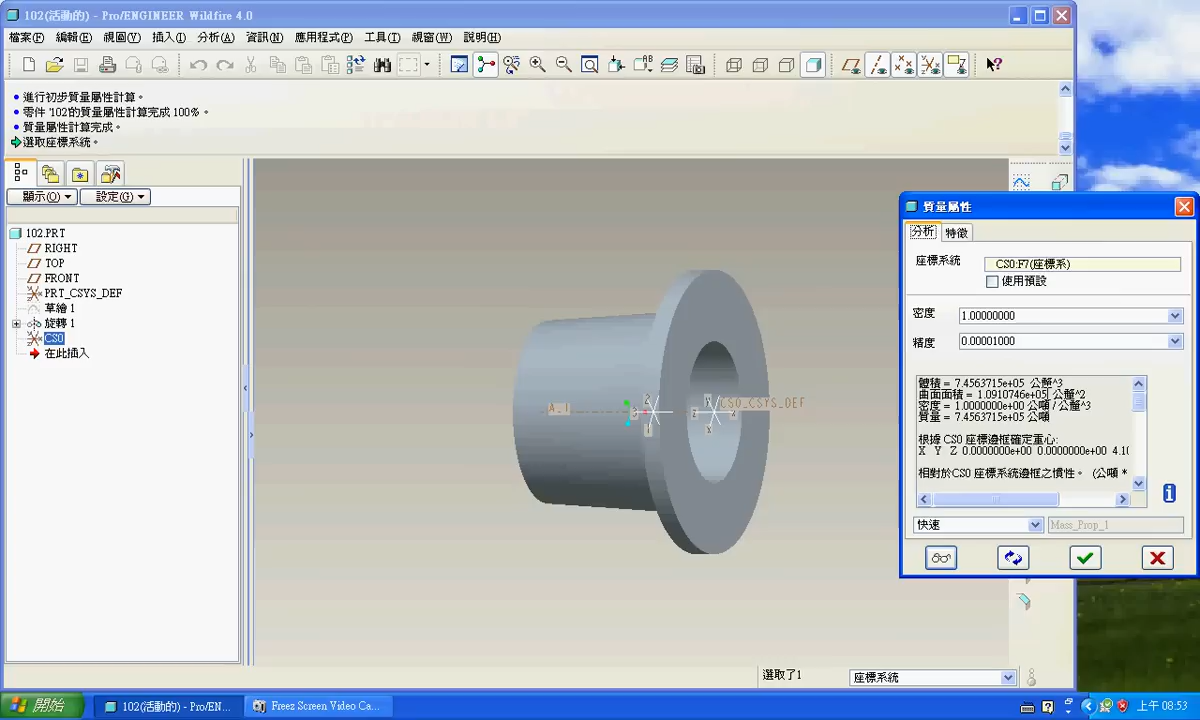 102(活動的) - Pro/ENGINEER Wildfire 4.0
檔案(F) 編輯(E) 視圖(V) 插入(I) 分析(A) 資訊(N) 應用程式(P) 工具(T) 視窗(W) 說明(H)
• 進行初步質量屬性計算。
• 零件 '102'的質量屬性計算完成 100%。
• 質量屬性計算完成。
選取座標系統。
顯示(O) 設定(G)
102.PRT
RIGHT
TOP
FRONT
PRT_CSYS_DEF
草繪 1
旋轉 1
CS0
在此插入
A_1
CS0_CSYS_DEF
質量屬性
分析 特徵
座標系統 CS0:F7(座標系)
使用預設
密度 1.00000000
精度 0.00001000
體積 = 7.4563715e+05 公釐^3
曲面面積 = 1.0910746e+05 公釐^2
密度 = 1.0000000e+00 公噸 / 公釐^3
質量 = 7.4563715e+05 公噸
根據 CS0 座標邊框確定重心:
X Y Z 0.0000000e+00 0.0000000e+00 4.10
相對於CS0 座標系統邊框之慣性。 (公噸 *
快速 Mass_Prop_1
選取了1 座標系統
開始 102(活動的) - Pro/EN... Freez Screen Video Ca... 上午 08:53